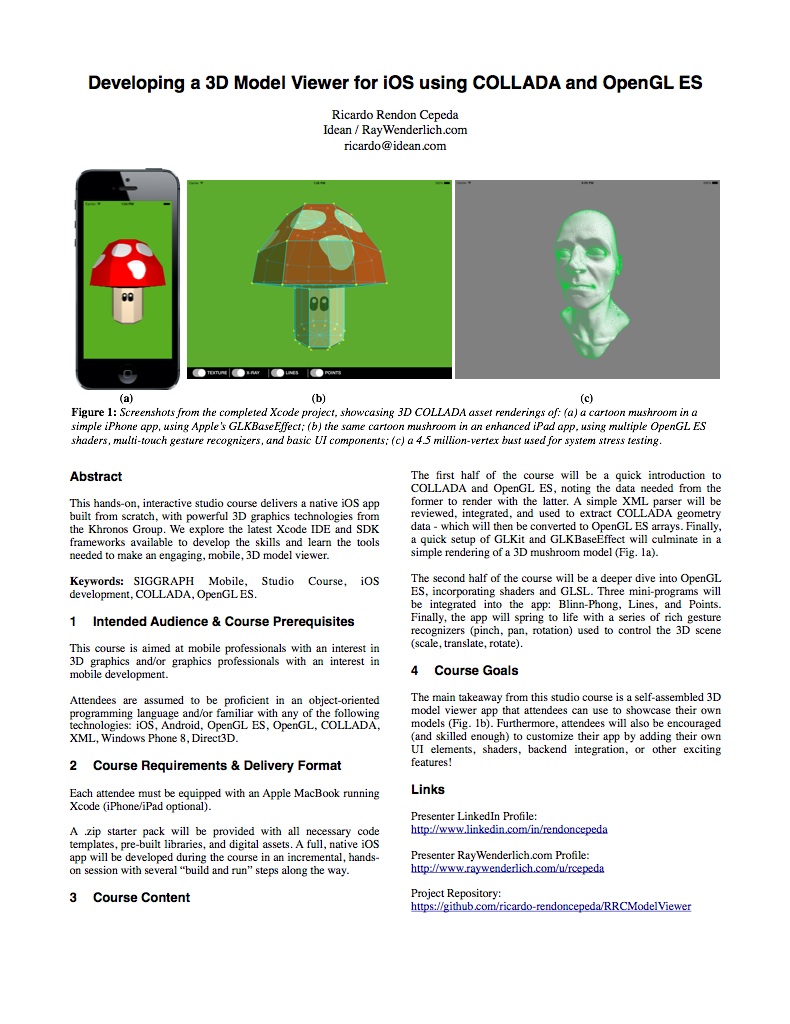 Developing a 3D Model Viewer for iOS using COLLADA and OpenGL ES
Ricardo Rendon Cepeda
Idean / RayWenderlich.com
ricardo@idean.com
TEXTURE
X-RAY
LINES
POINTS
(a)
(b)
(c)
Figure 1: Screenshots from the completed Xcode project, showcasing 3D COLLADA asset renderings of: (a) a cartoon mushroom in a
simple iPhone app, using Apple's GLKBaseEffect; (b) the same cartoon mushroom in an enhanced iPad app, using multiple OpenGL ES
shaders, multi-touch gesture recognizers, and basic UI components; (c) a 4.5 million-vertex bust used for system stress testing.
Abstract
This hands-on, interactive studio course delivers a native iOS app
built from scratch, with powerful 3D graphics technologies from
the Khronos Group. We explore the latest Xcode IDE and SDK
frameworks available to develop the skills and learn the tools
needed to make an engaging, mobile, 3D model viewer.
Keywords: SIGGRAPH Mobile, Studio Course, iOS
development, COLLADA, OpenGL ES.
1 Intended Audience & Course Prerequisites
This course is aimed at mobile professionals with an interest in
3D graphics and/or graphics professionals with an interest in
mobile development.
Attendees are assumed to be proficient in an object-oriented
programming language and/or familiar with any of the following
technologies: iOS, Android, OpenGL ES, OpenGL, COLLADA,
XML, Windows Phone 8, Direct3D.
2 Course Requirements & Delivery Format
Each attendee must be equipped with an Apple MacBook running
Xcode (iPhone/iPad optional).
A .zip starter pack will be provided with all necessary code
templates, pre-built libraries, and digital assets. A full, native iOS
app will be developed during the course in an incremental, hands-
on session with several “build and run” steps along the way.
3 Course Content
The first half of the course will be a quick introduction to
COLLADA and OpenGL ES, noting the data needed from the
former to render with the latter. A simple XML parser will be
reviewed, integrated, and used to extract COLLADA geometry
data - which will then be converted to OpenGL ES arrays. Finally,
a quick setup of GLKit and GLKBaseEffect will culminate in a
simple rendering of a 3D mushroom model (Fig. 1a).
The second half of the course will be a deeper dive into OpenGL
ES, incorporating shaders and GLSL. Three mini-programs will
be integrated into the app: Blinn-Phong, Lines, and Points.
Finally, the app will spring to life with a series of rich gesture
recognizers (pinch, pan, rotation) used to control the 3D scene
(scale, translate, rotate).
4 Course Goals
The main takeaway from this studio course is a self-assembled 3D
model viewer app that attendees can use to showcase their own
models (Fig. 1b). Furthermore, attendees will also be encouraged
(and skilled enough) to customize their app by adding their own
UI elements, shaders, backend integration, or other exciting
features!
Links
Presenter LinkedIn Profile:
http://www.linkedin.com/in/rendoncepeda
Presenter RayWenderlich.com Profile:
http://www.raywenderlich.com/u/rcepeda
Project Repository:
https://github.com/ricardo-rendoncepeda/RRCModelViewer